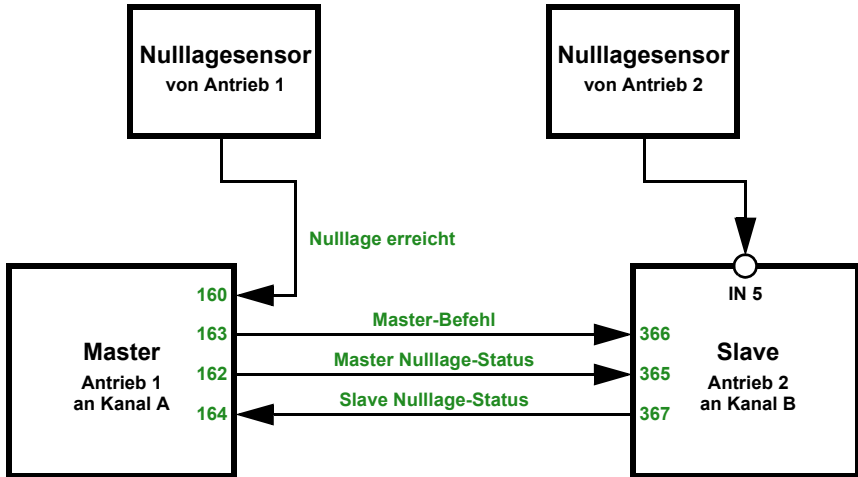 Nulllagesensor
von Antrieb 1
Nulllagesensor
von Antrieb 2
Nulllage erreicht
IN 5
160
163
Master-Befehl
366
Master
Antrieb 1
an Kanal A
162
Master Nulllage-Status
365
Slave
Antrieb 2
an Kanal B
164
Slave Nulllage-Status
367